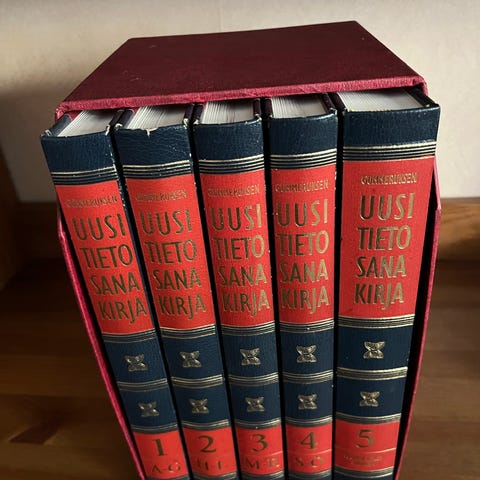 GUMMERUKSEN
UUSI
TIETO
SANA
KIRJA
1
A-G
GUMMERUKSEN
UUSI
TIETO
SANA
KIRJA
2
H-L
GUMMERUKSEN
UUSI
TIETO
SANA
KIRJA
3
M-R
GUMMERUKSEN
UUSI
TIETO
SANA
KIRJA
4
GUMMERUKSEN
UUSI
TIETO
SANA
KIRJA
5